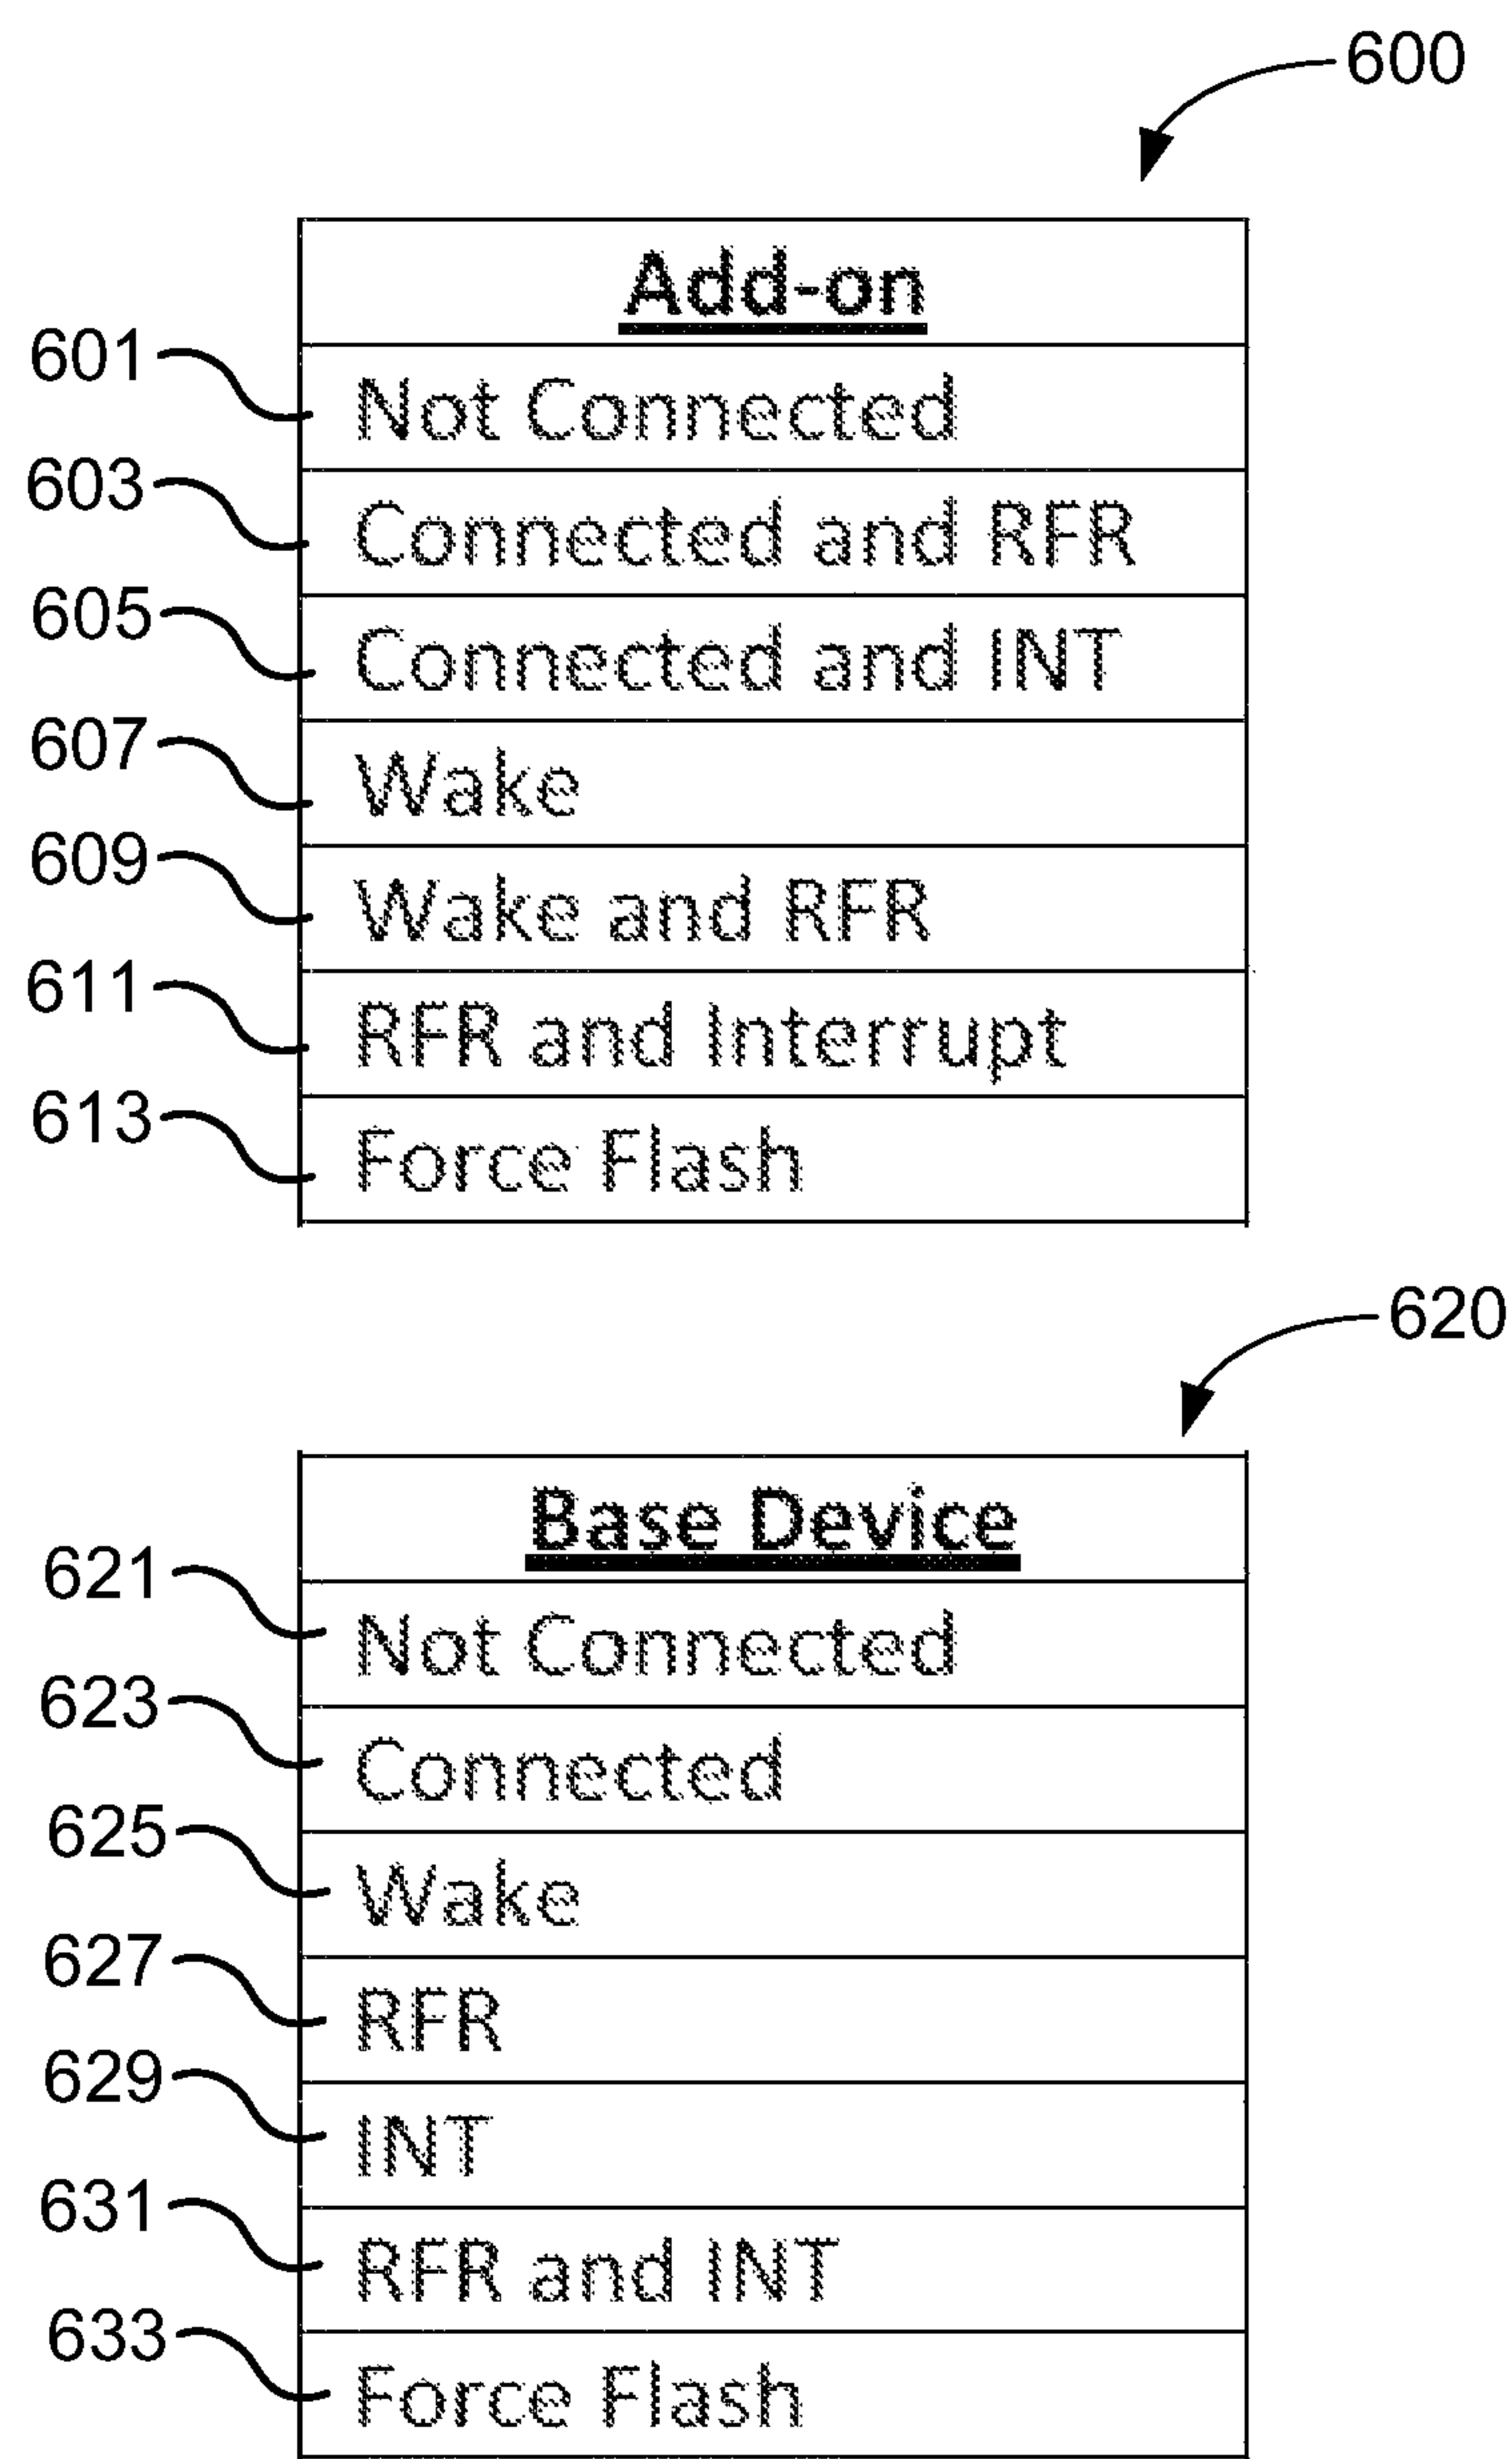 600
Add-on
601 Not Connected
603 Connected and RFR
605 Connected and INT
607 Wake
609 Wake and RFR
611 RFR and Interrupt
613 Force Flash
620
Base Device
621 Not Connected
623 Connected
625 Wake
627 RFR
629 INT
631 RFR and INT
633 Force Flash